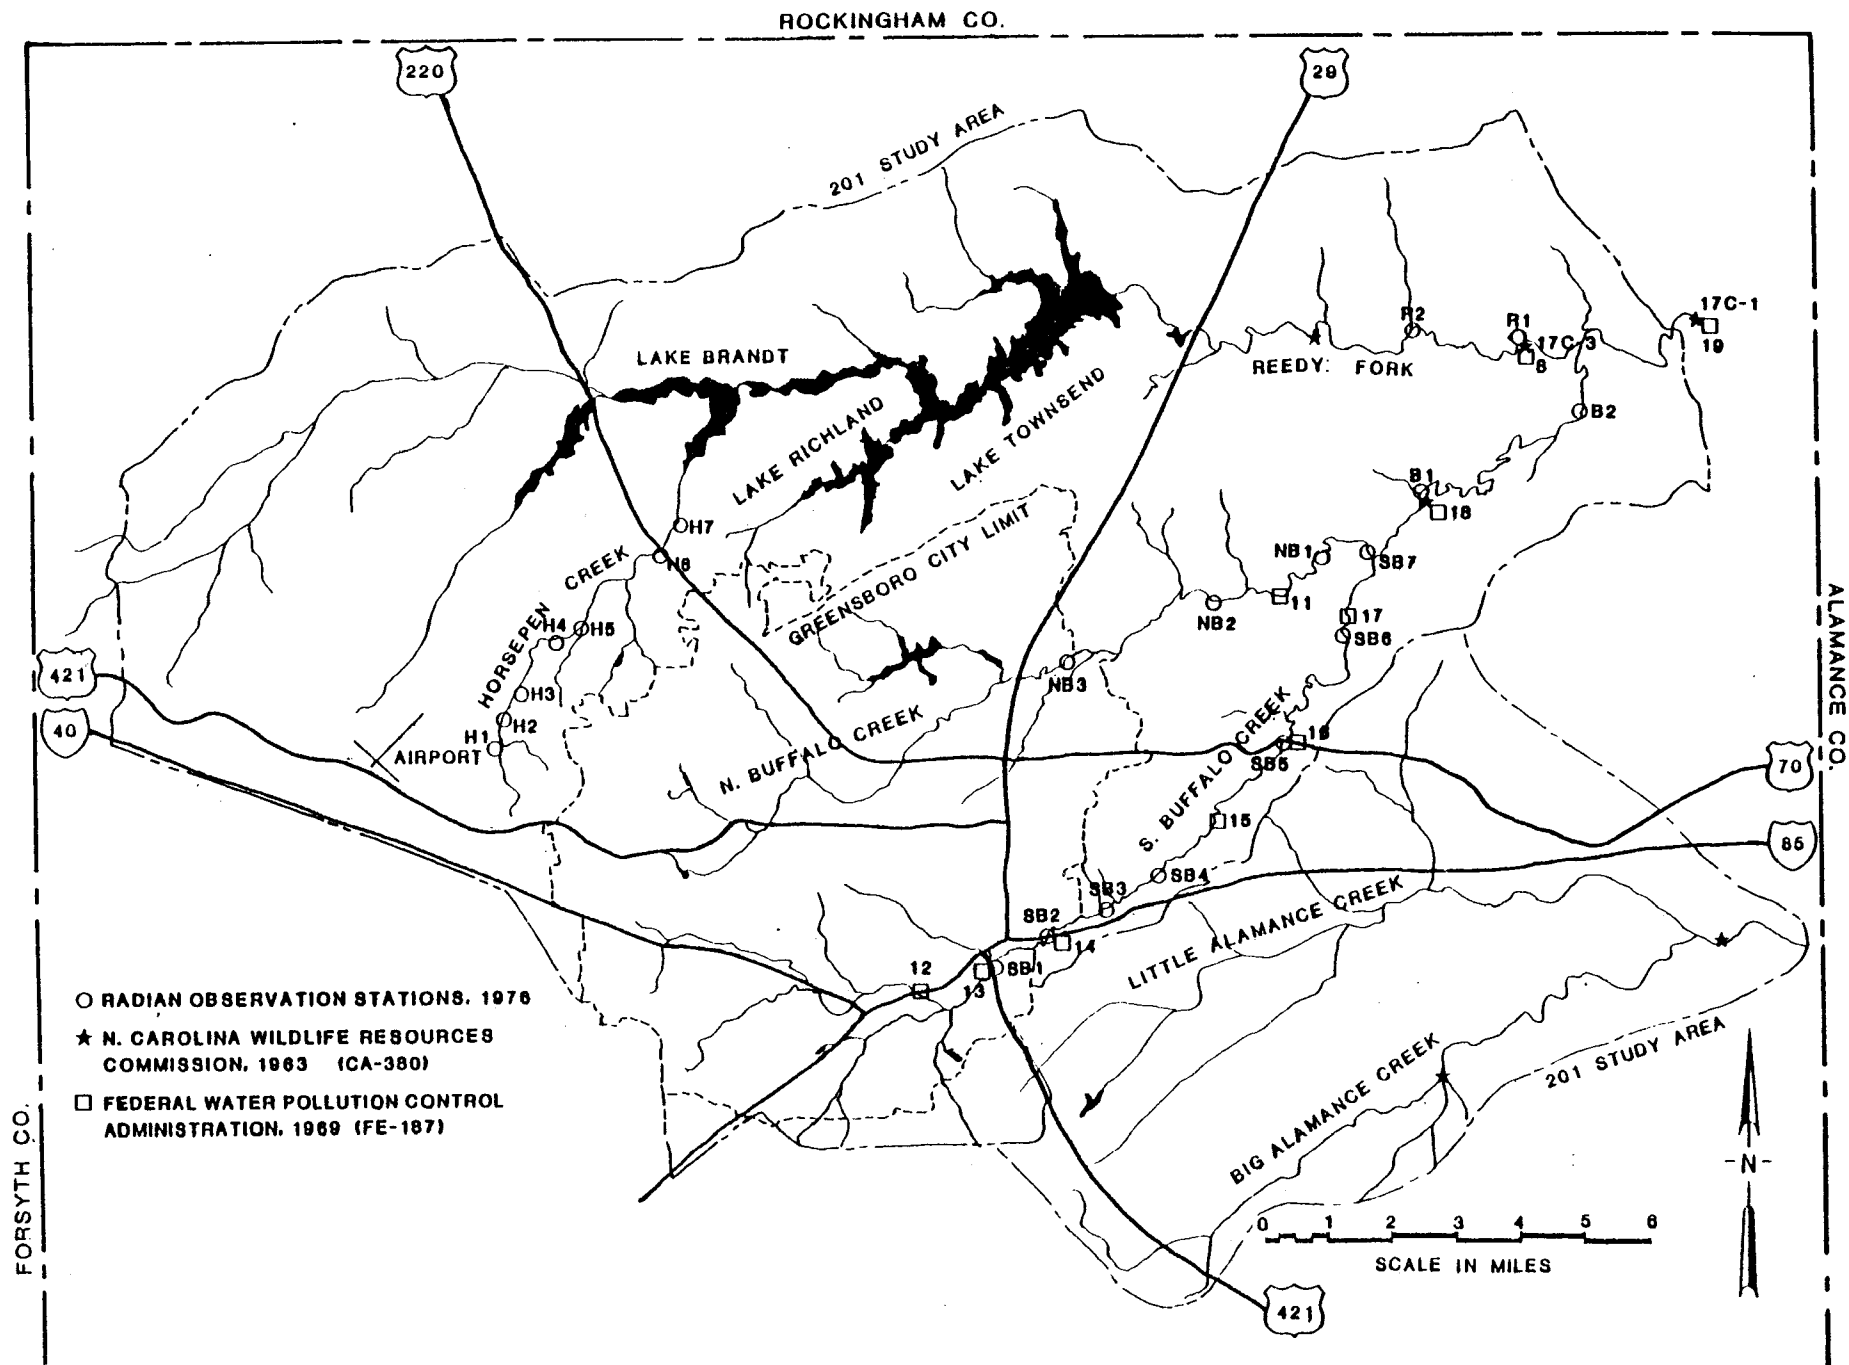 ROCKINGHAM CO.
220
29
201 STUDY AREA
17C-1
19
R2
R1
17C-3
8
REEDY: FORK
LAKE BRANDT
LAKE RICHLAND
LAKE TOWNSEND
B2
B1
18
H7
H6
HORSEPEN CREEK
GREENSBORO CITY LIMIT
NB1
SB7
11
NB2
17
SB6
H4
H5
NB3
H3
H2
H1
421
40
AIRPORT
N. BUFFALO CREEK
S. BUFFALO CREEK
16
SB5
70
ALAMANCE CO.
15
85
SB4
SB3
SB2
14
SB1
13
12
LITTLE ALAMANCE CREEK
BIG ALAMANCE CREEK
201 STUDY AREA
RADIAN OBSERVATION STATIONS, 1976
N. CAROLINA WILDLIFE RESOURCES
COMMISSION, 1963 (CA-380)
FEDERAL WATER POLLUTION CONTROL
ADMINISTRATION, 1969 (FE-187)
FORSYTH CO.
-N-
0 1 2 3 4 5 6
SCALE IN MILES
421